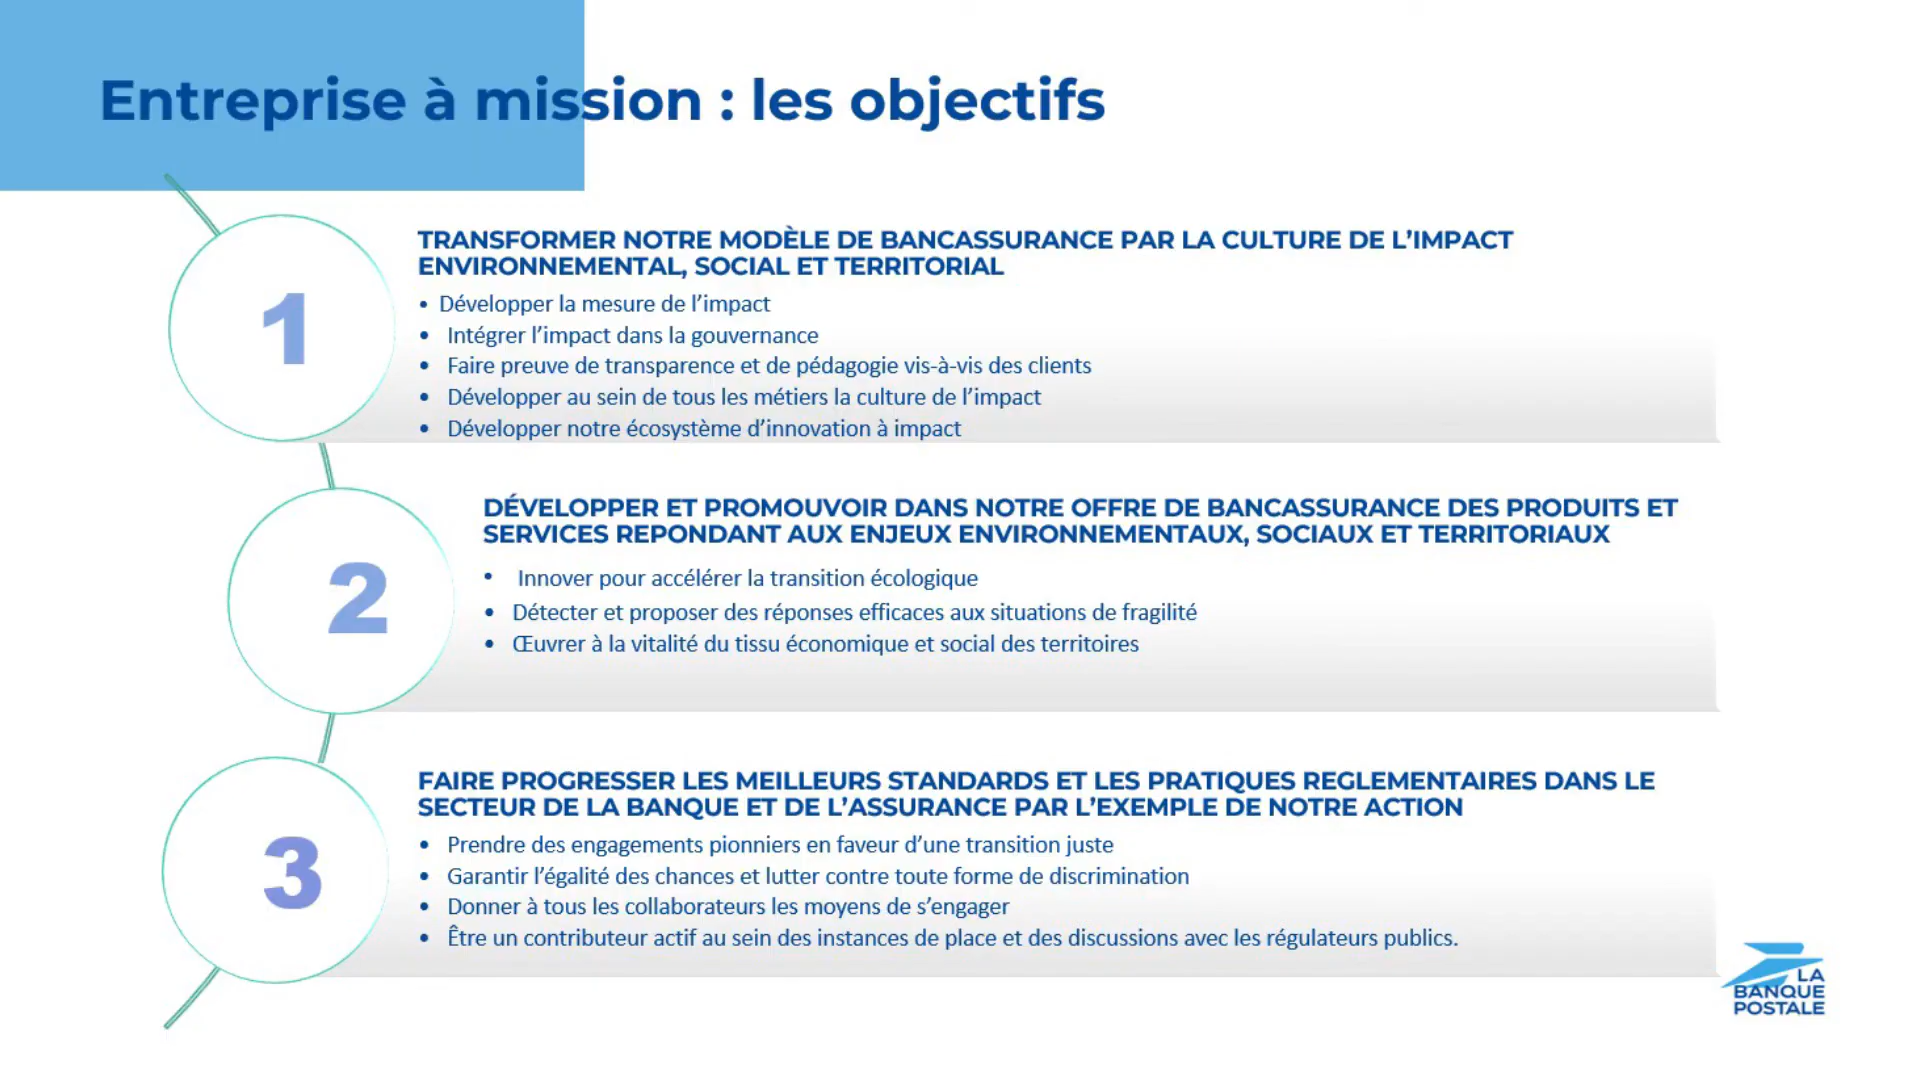 Entreprise à mission : les objectifs
1
TRANSFORMER NOTRE MODÈLE DE BANCASSURANCE PAR LA CULTURE DE L’IMPACT
ENVIRONNEMENTAL, SOCIAL ET TERRITORIAL
• Développer la mesure de l’impact
• Intégrer l’impact dans la gouvernance
• Faire preuve de transparence et de pédagogie vis-à-vis des clients
• Développer au sein de tous les métiers la culture de l’impact
• Développer notre écosystème d’innovation à impact
2
DÉVELOPPER ET PROMOUVOIR DANS NOTRE OFFRE DE BANCASSURANCE DES PRODUITS ET
SERVICES REPONDANT AUX ENJEUX ENVIRONNEMENTAUX, SOCIAUX ET TERRITORIAUX
• Innover pour accélérer la transition écologique
• Détecter et proposer des réponses efficaces aux situations de fragilité
• Œuvrer à la vitalité du tissu économique et social des territoires
3
FAIRE PROGRESSER LES MEILLEURS STANDARDS ET LES PRATIQUES REGLEMENTAIRES DANS LE
SECTEUR DE LA BANQUE ET DE L’ASSURANCE PAR L’EXEMPLE DE NOTRE ACTION
• Prendre des engagements pionniers en faveur d’une transition juste
• Garantir l’égalité des chances et lutter contre toute forme de discrimination
• Donner à tous les collaborateurs les moyens de s’engager
• Être un contributeur actif au sein des instances de place et des discussions avec les régulateurs publics.
LA
BANQUE
POSTALE